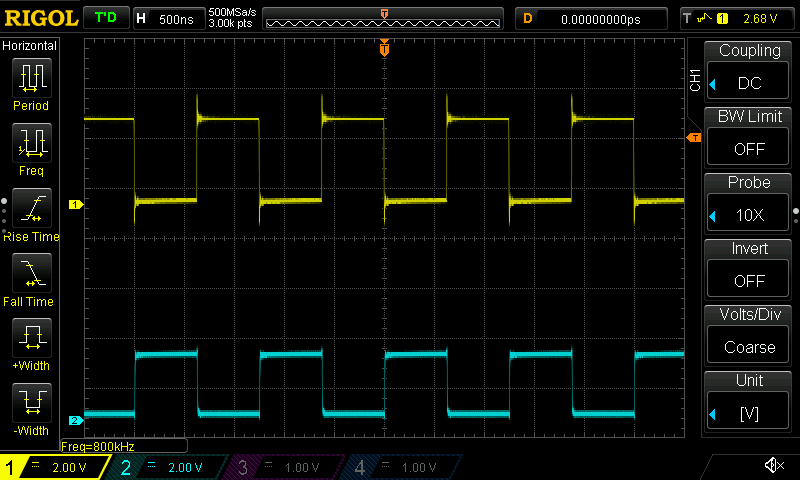 RIGOL T'D H 500ns 500MSa/s 3.00k pts T D 0.00000000ps T 1 2.68 V
Horizontal
Period
Freq
Rise Time
Fall Time
+Width
-Width
T
1
2
T
Freq=800kHz
CH1
Coupling
DC
BW Limit
OFF
Probe
10X
Invert
OFF
Volts/Div
Coarse
Unit
[V]
1 2.00 V 2 2.00 V 3 1.00 V 4 1.00 V